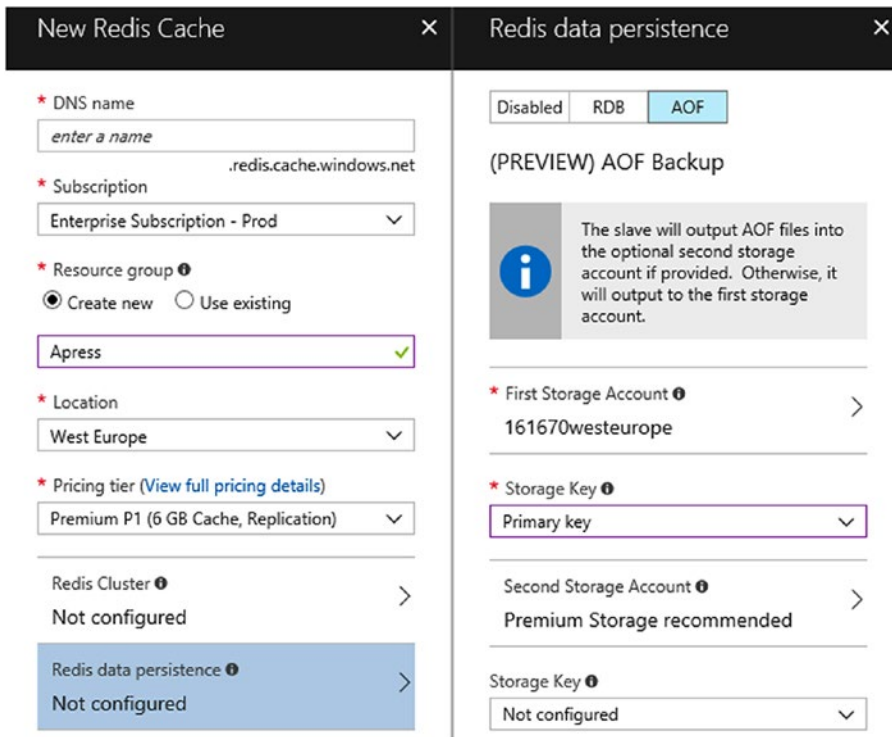 New Redis Cache
* DNS name
enter a name
.redis.cache.windows.net
* Subscription
Enterprise Subscription - Prod
* Resource group
Create new Use existing
Apress
* Location
West Europe
* Pricing tier (View full pricing details)
Premium P1 (6 GB Cache, Replication)
Redis Cluster
Not configured
Redis data persistence
Not configured
Redis data persistence
Disabled RDB AOF
(PREVIEW) AOF Backup
The slave will output AOF files into
the optional second storage
account if provided. Otherwise, it
will output to the first storage
account.
* First Storage Account
161670westeurope
* Storage Key
Primary key
Second Storage Account
Premium Storage recommended
Storage Key
Not configured